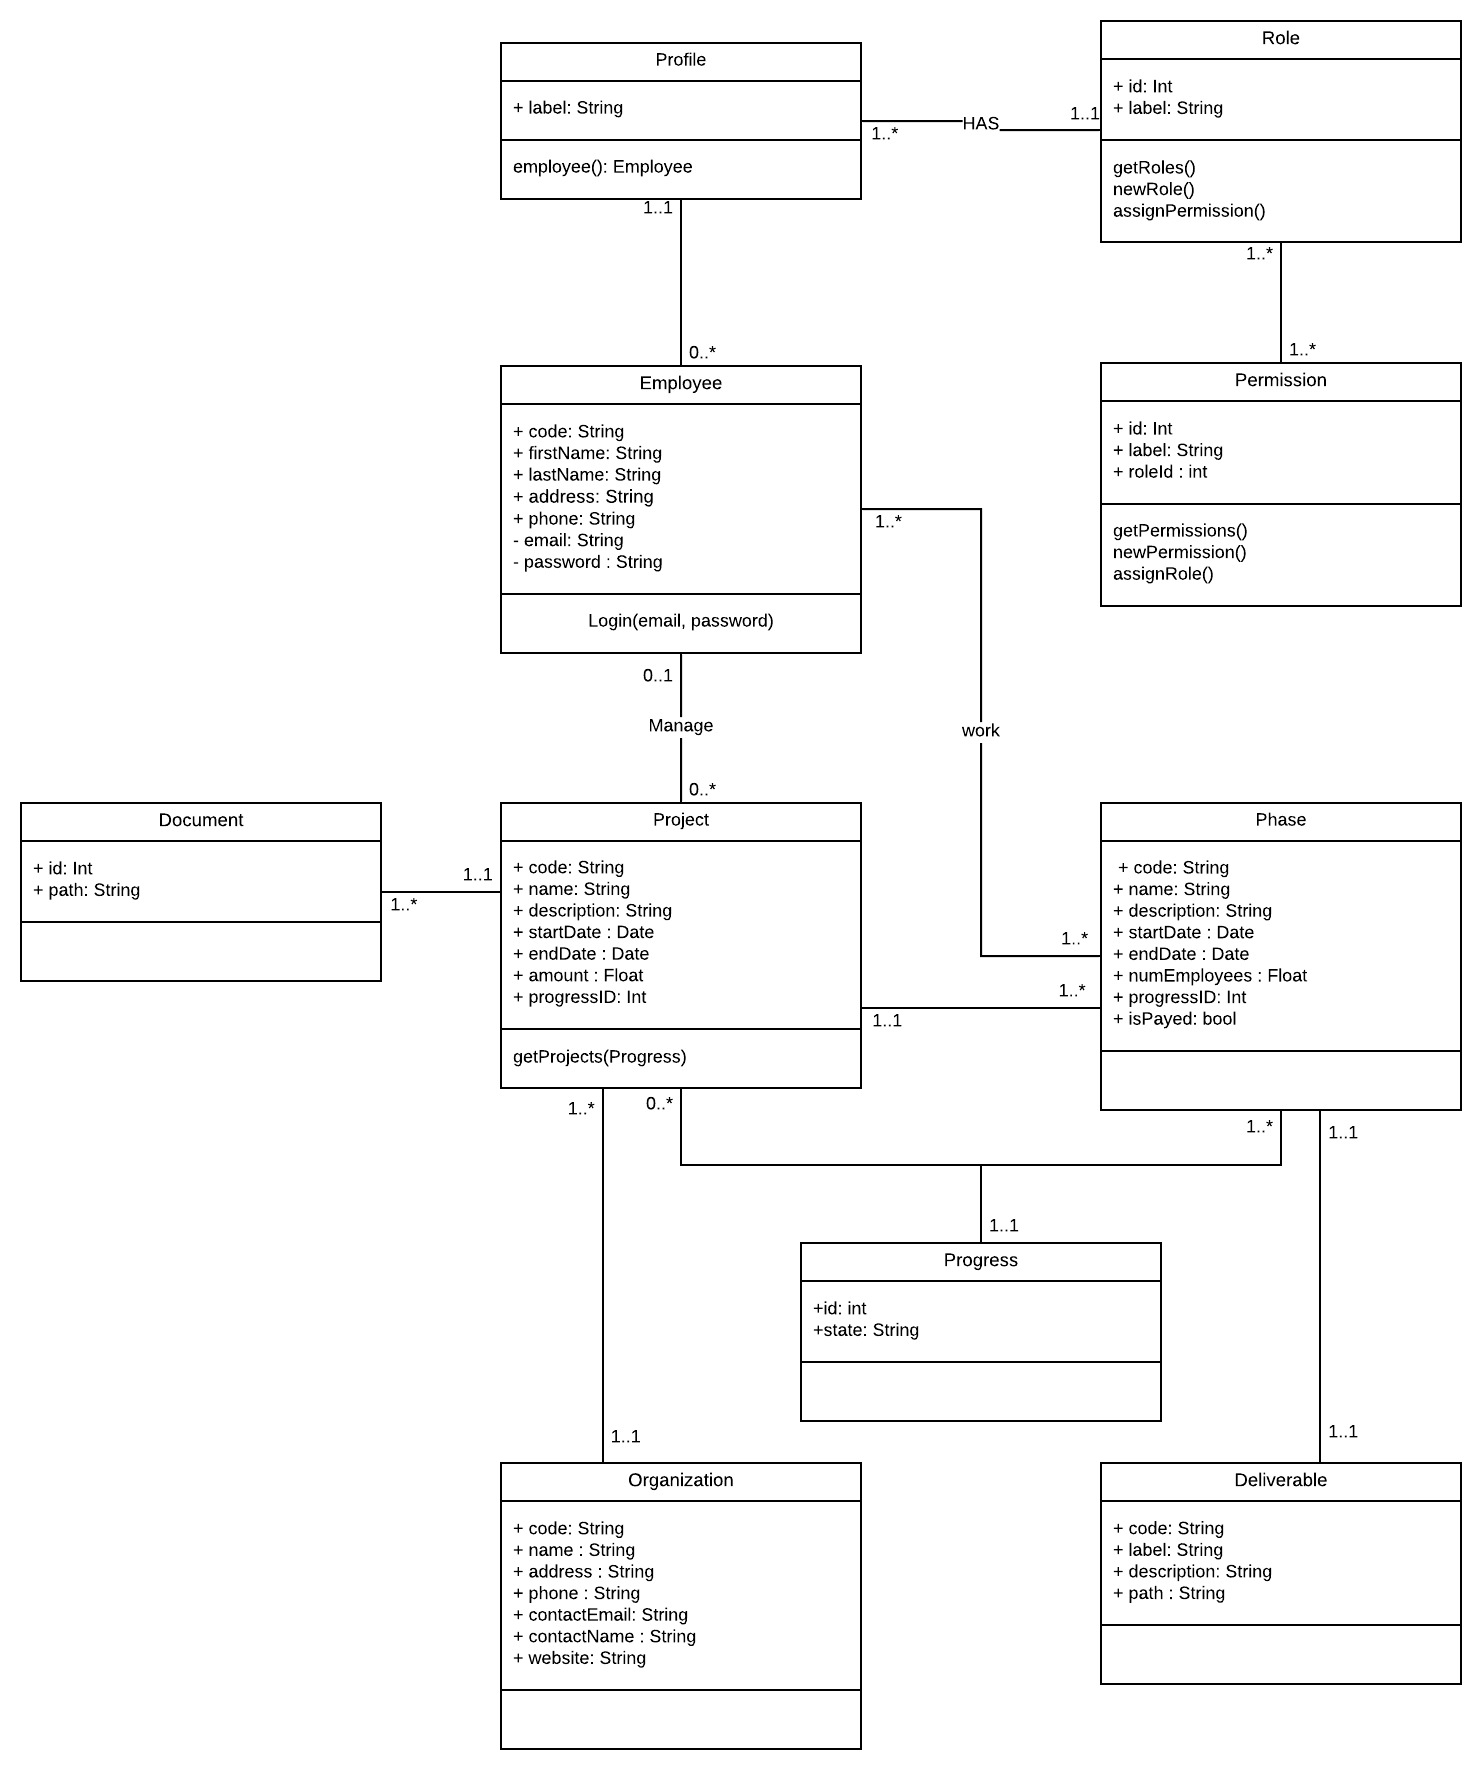 Profile
+ label: String
employee(): Employee
Role
+ id: Int
+ label: String
getRoles()
newRole()
assignPermission()
1..*
HAS
1..1
1..1
0..*
1..*
1..*
Employee
+ code: String
+ firstName: String
+ lastName: String
+ address: String
+ phone: String
- email: String
- password : String
Login(email, password)
Permission
+ id: Int
+ label: String
+ roleId : int
getPermissions()
newPermission()
assignRole()
1..*
work
1..*
0..1
Manage
0..*
Document
+ id: Int
+ path: String
1..1
1..*
Project
+ code: String
+ name: String
+ description: String
+ startDate : Date
+ endDate : Date
+ amount : Float
+ progressID: Int
getProjects(Progress)
1..*
1..1
Phase
+ code: String
+ name: String
+ description: String
+ startDate : Date
+ endDate : Date
+ numEmployees : Float
+ progressID: Int
+ isPayed: bool
1..*
0..*
1..*
1..1
1..1
Progress
+id: int
+state: String
1..1
1..1
Organization
+ code: String
+ name : String
+ address : String
+ phone : String
+ contactEmail: String
+ contactName : String
+ website: String
Deliverable
+ code: String
+ label: String
+ description: String
+ path : String